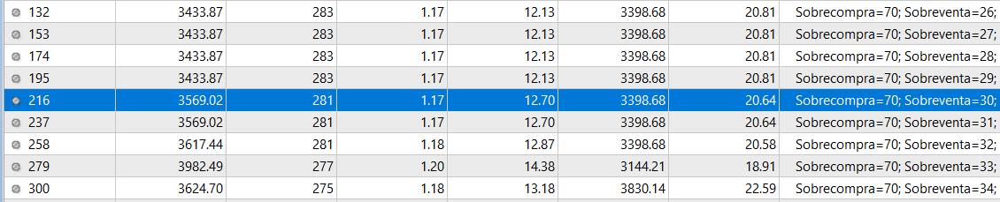 132 3433.87 283 1.17 12.13 3398.68 20.81 Sobrecompra=70; Sobreventa=26;
153 3433.87 283 1.17 12.13 3398.68 20.81 Sobrecompra=70; Sobreventa=27;
174 3433.87 283 1.17 12.13 3398.68 20.81 Sobrecompra=70; Sobreventa=28;
195 3433.87 283 1.17 12.13 3398.68 20.81 Sobrecompra=70; Sobreventa=29;
216 3569.02 281 1.17 12.70 3398.68 20.64 Sobrecompra=70; Sobreventa=30;
237 3569.02 281 1.17 12.70 3398.68 20.64 Sobrecompra=70; Sobreventa=31;
258 3617.44 281 1.18 12.87 3398.68 20.58 Sobrecompra=70; Sobreventa=32;
279 3982.49 277 1.20 14.38 3144.21 18.91 Sobrecompra=70; Sobreventa=33;
300 3624.70 275 1.18 13.18 3830.14 22.59 Sobrecompra=70; Sobreventa=34;